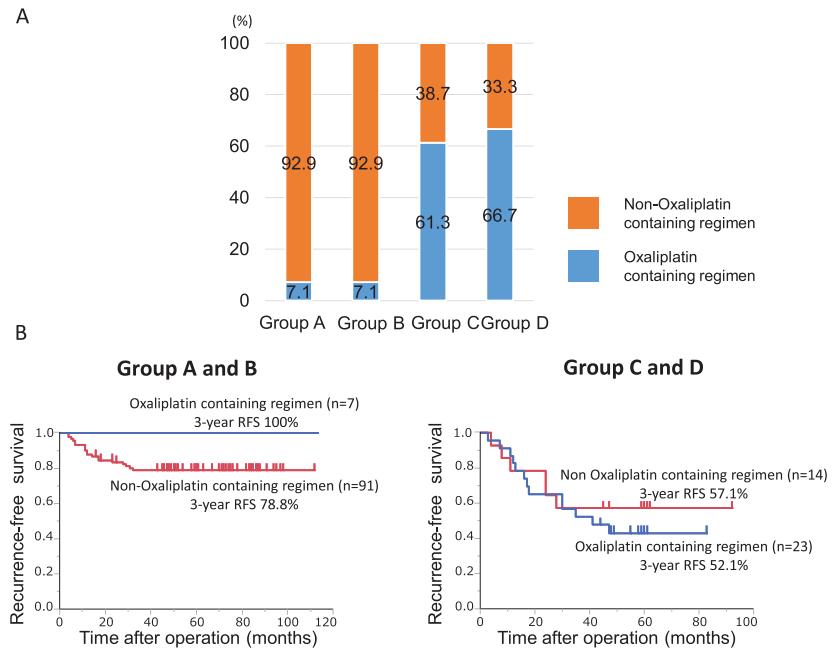 A
(%)
100
80
60
40
20
0
92.9
92.9
38.7
33.3
7.1
7.1
61.3
66.7
Group A
Group B
Group C
Group D
Non-Oxaliplatin
containing regimen
Oxaliplatin
containing regimen
B
Group A and B
Oxaliplatin containing regimen (n=7)
3-year RFS 100%
Non-Oxaliplatin containing regimen (n=91)
3-year RFS 78.8%
Recurrence-free survival
1.0
0.8
0.6
0.4
0.2
0.0
0 20 40 60 80 100 120
Time after operation (months)
Group C and D
Non Oxaliplatin containing regimen (n=14)
3-year RFS 57.1%
Oxaliplatin containing regimen (n=23)
3-year RFS 52.1%
Recurrence-free survival
1.0
0.8
0.6
0.4
0.2
0.0
0 20 40 60 80 100
Time after operation (months)